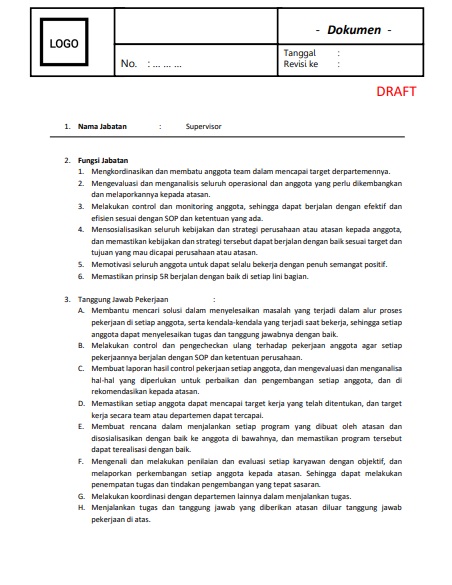 LOGO
- Dokumen -
No. : ... ... ...
Tanggal :
Revisi ke :
DRAFT
1. Nama Jabatan : Supervisor
2. Fungsi Jabatan
1. Mengkordinasikan dan membatu anggota team dalam mencapai target derpartemennya.
2. Mengevaluasi dan menganalisis seluruh operasional dan anggota yang perlu dikembangkan
dan melaporkannya kepada atasan.
3. Melakukan control dan monitoring anggota, sehingga dapat berjalan dengan efektif dan
efisien sesuai dengan SOP dan ketentuan yang ada.
4. Mensosialisasikan seluruh kebijakan dan strategi perusahaan atau atasan kepada anggota,
dan memastikan kebijakan dan strategi tersebut dapat berjalan dengan baik sesuai target dan
tujuan yang mau dicapai perusahaan atau atasan.
5. Memotivasi seluruh anggota untuk dapat selalu bekerja dengan penuh semangat positif.
6. Memastikan prinsip 5R berjalan dengan baik di setiap lini bagian.
3. Tanggung Jawab Pekerjaan :
A. Membantu mencari solusi dalam menyelesaikan masalah yang terjadi dalam alur proses
pekerjaan di setiap anggota, serta kendala-kendala yang terjadi saat bekerja, sehingga setiap
anggota dapat menyelesaikan tugas dan tanggung jawabnya dengan baik.
B. Melakukan control dan pengecheckan ulang terhadap pekerjaan anggota agar setiap
pekerjaannya berjalan dengan SOP dan ketentuan perusahaan.
C. Membuat laporan hasil control pekerjaan setiap anggota, dan mengevaluasi dan menganalisa
hal-hal yang diperlukan untuk perbaikan dan pengembangan setiap anggota, dan di
rekomendasikan kepada atasan.
D. Memastikan setiap anggota dapat mencapai target kerja yang telah ditentukan, dan target
kerja secara team atau departemen dapat tercapai.
E. Membuat rencana dalam menjalankan setiap program yang dibuat oleh atasan dan
disosialisasikan dengan baik ke anggota di bawahnya, dan memastikan program tersebut
dapat terealisasi dengan baik.
F. Mengenali dan melakukan penilaian dan evaluasi setiap karyawan dengan objektif, dan
melaporkan perkembangan setiap anggota kepada atasan. Sehingga dapat melakukan
penempatan tugas dan tindakan pengembangan yang tepat sasaran.
G. Melakukan koordinasi dengan departemen lainnya dalam menjalankan tugas.
H. Menjalankan tugas dan tanggung jawab yang diberikan atasan diluar tanggung jawab
pekerjaan di atas.